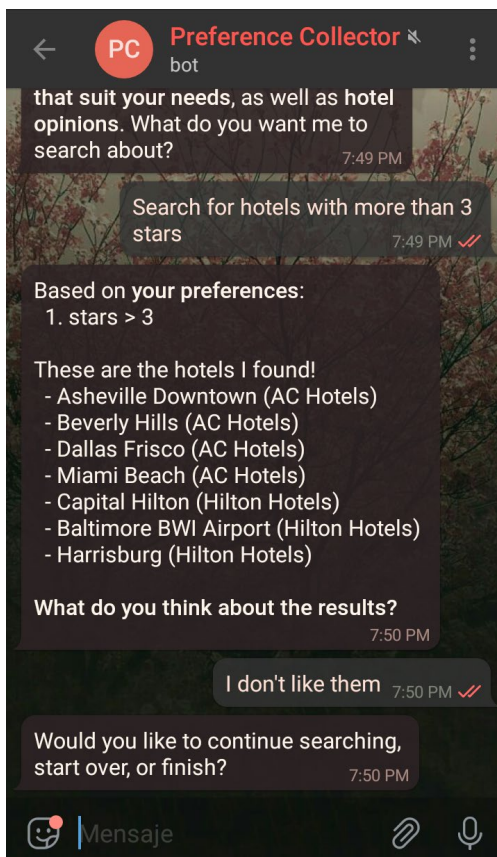 PC
Preference Collector
bot
that suit your needs, as well as hotel
opinions. What do you want me to
search about?
7:49 PM
Search for hotels with more than 3
stars
7:49 PM
Based on your preferences:
1. stars > 3
These are the hotels I found!
- Asheville Downtown (AC Hotels)
- Beverly Hills (AC Hotels)
- Dallas Frisco (AC Hotels)
- Miami Beach (AC Hotels)
- Capital Hilton (Hilton Hotels)
- Baltimore BWI Airport (Hilton Hotels)
- Harrisburg (Hilton Hotels)
What do you think about the results?
7:50 PM
I don't like them
7:50 PM
Would you like to continue searching,
start over, or finish?
7:50 PM
Mensaje